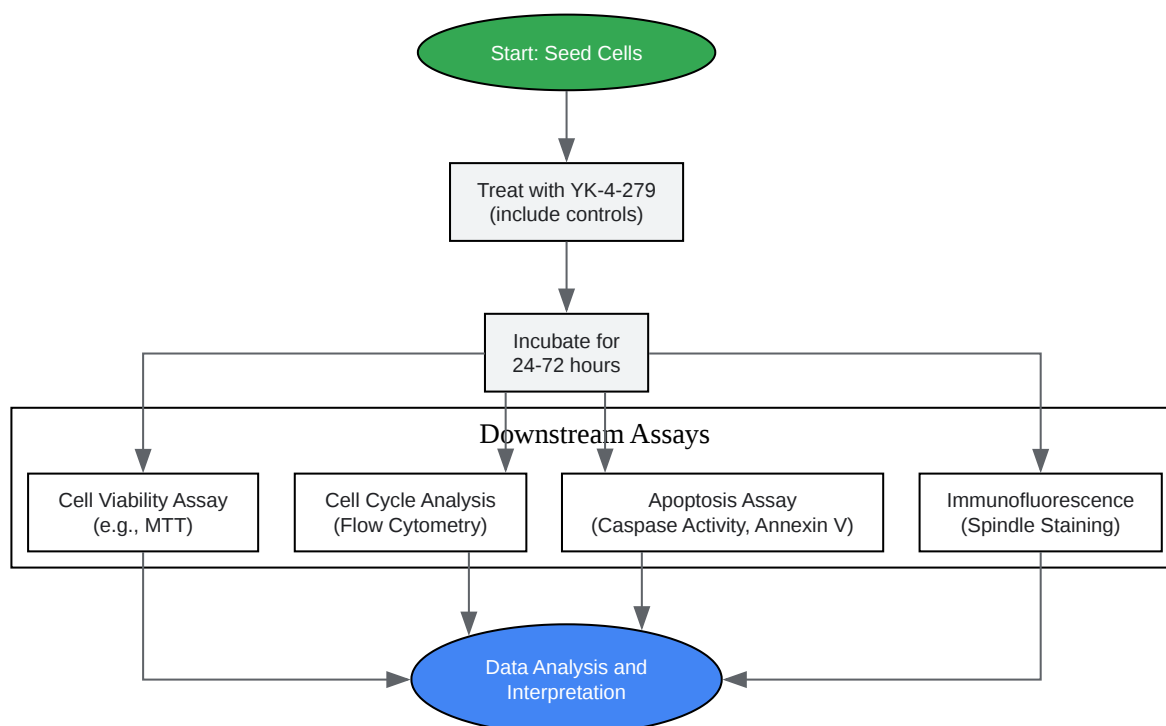 Start: Seed Cells
Treat with YK-4-279
(include controls)
Incubate for
24-72 hours
Downstream Assays
Cell Viability Assay
(e.g., MTT)
Cell Cycle Analysis
(Flow Cytometry)
Apoptosis Assay
(Caspase Activity, Annexin V)
Immunofluorescence
(Spindle Staining)
Data Analysis and
Interpretation